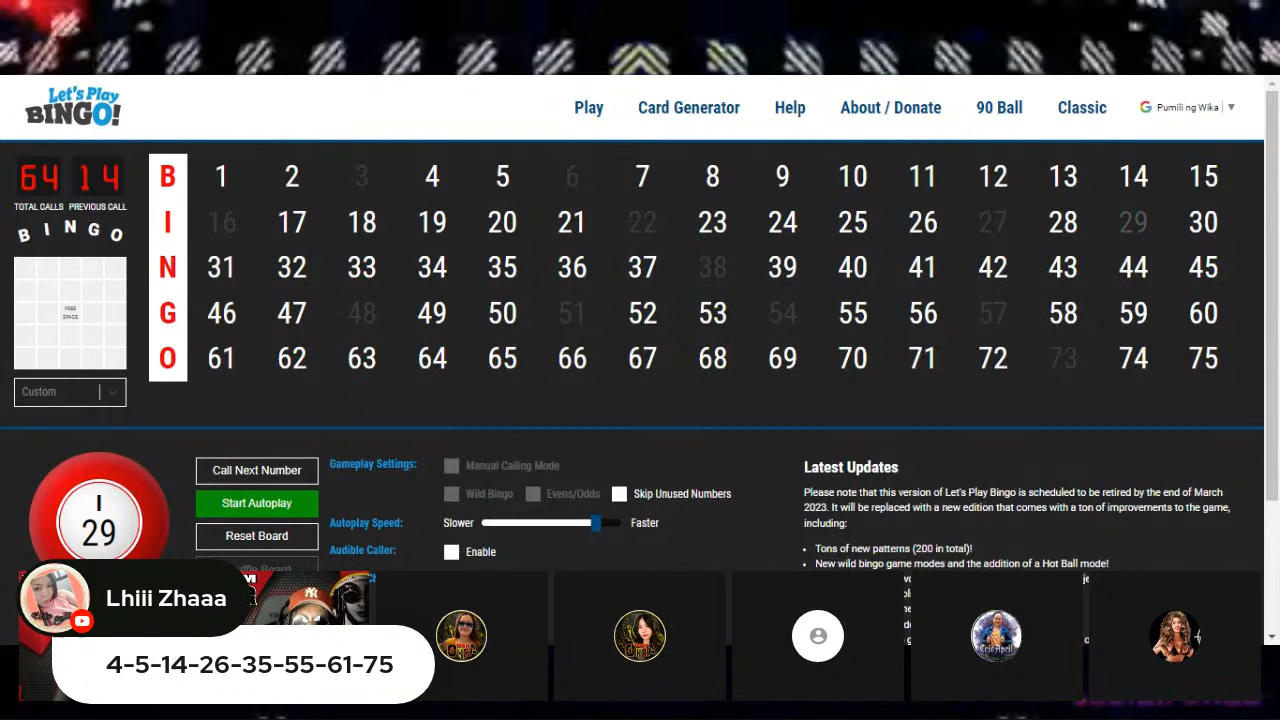 Let's Play
BINGO!
Play Card Generator Help About / Donate 90 Ball Classic Pumili ng Wika ▼
64 14
TOTAL CALLS PREVIOUS CALL
B I N G O
FREE SPACE
Custom
B 1 2 3 4 5 6 7 8 9 10 11 12 13 14 15
I 16 17 18 19 20 21 22 23 24 25 26 27 28 29 30
N 31 32 33 34 35 36 37 38 39 40 41 42 43 44 45
G 46 47 48 49 50 51 52 53 54 55 56 57 58 59 60
O 61 62 63 64 65 66 67 68 69 70 71 72 73 74 75
I
29
Call Next Number
Start Autoplay
Reset Board
Gameplay Settings:
Manual Calling Mode
Wild Bingo Evens/Odds Skip Unused Numbers
Autoplay Speed: Slower Faster
Audible Caller: Enable
Latest Updates
Please note that this version of Let's Play Bingo is scheduled to be retired by the end of March
2023. It will be replaced with a new edition that comes with a ton of improvements to the game,
including:
• Tons of new patterns (200 in total)!
• New wild bingo game modes and the addition of a Hot Ball mode!
Lhiii Zhaaa
4-5-14-26-35-55-61-75